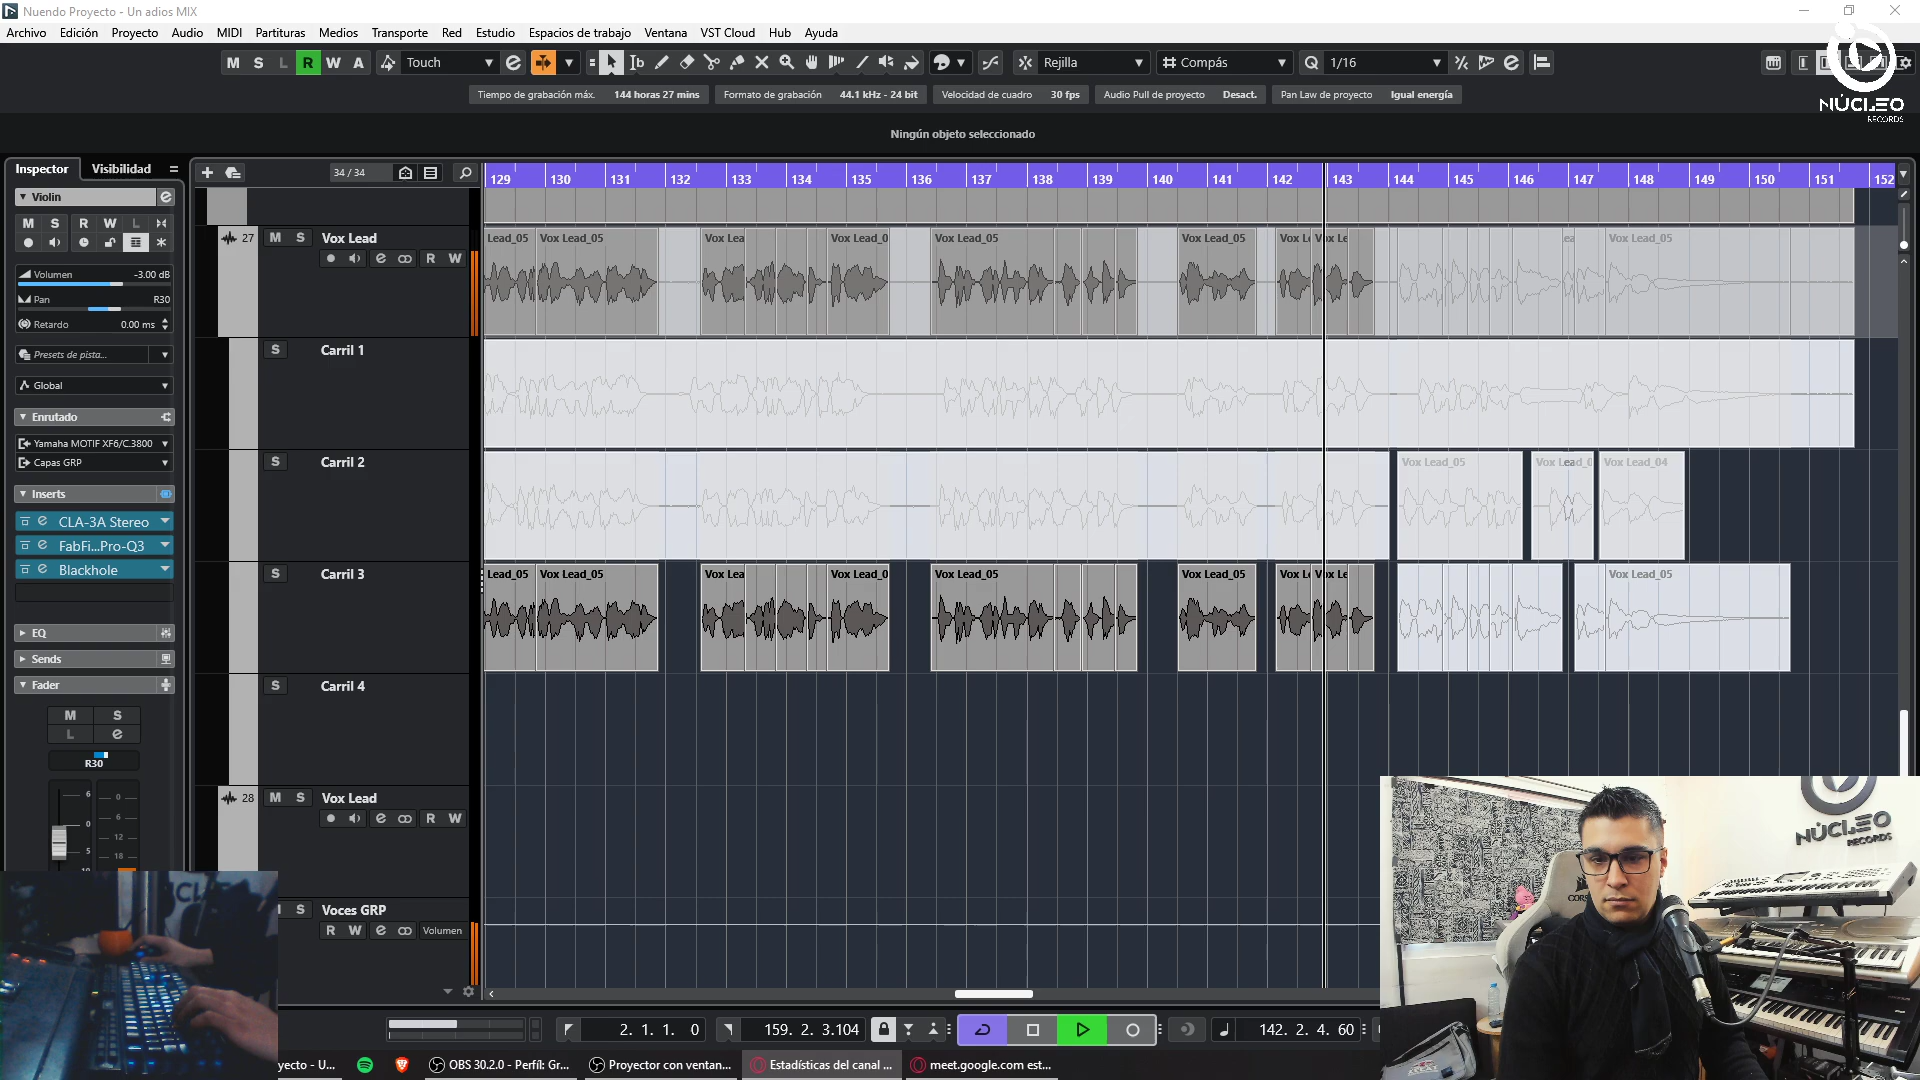 Nuendo Proyecto - Un adios MIX
Archivo Edición Proyecto Audio MIDI Partituras Medios Transporte Red Estudio Espacios de trabajo Ventana VST Cloud Hub Ayuda
M S L R W A Touch Rejilla Compás Q 1/16
Tiempo de grabación máx. 144 horas 27 mins Formato de grabación 44.1 kHz - 24 bit Velocidad de cuadro 30 fps Audio Pull de proyecto Desact. Pan Law de proyecto Igual energía
NÚCLEO
RECORDS
Ningún objeto seleccionado
Inspector Visibilidad 34 / 34
129 130 131 132 133 134 135 136 137 138 139 140 141 142 143 144 145 146 147 148 149 150 151 152
Violin
M S R W L
Volumen -3.00 dB
Pan R30
Retardo 0.00 ms
Presets de pista...
Global
Enrutado
Yamaha MOTIF XF6/C.3800
Capas GRP
Inserts
CLA-3A Stereo
FabFi...Pro-Q3
Blackhole
EQ
Sends
Fader
M S
L e
R30
6 0
0 6
5 12
18
27 M S Vox Lead
R W
Lead_05 Vox Lead_05 Vox Lea Vox Lead_0 Vox Lead_05 Vox Lead_05 Vox Le Vox Le ea Vox Lead_05
S Carril 1
S Carril 2
Vox Lead_05 Vox Lead_0 Vox Lead_04
S Carril 3
Lead_05 Vox Lead_05 Vox Lea Vox Lead_0 Vox Lead_05 Vox Lead_05 Vox Le Vox Le Vox Lead_05
S Carril 4
28 M S Vox Lead
R W
S Voces GRP
R W Volumen
NÚCLEO
RECORDS
2. 1. 1. 0 159. 2. 3.104 142. 2. 4. 60
yecto - U... OBS 30.2.0 - Perfil: Gr... Proyector con ventan... Estadísticas del canal ... meet.google.com est...